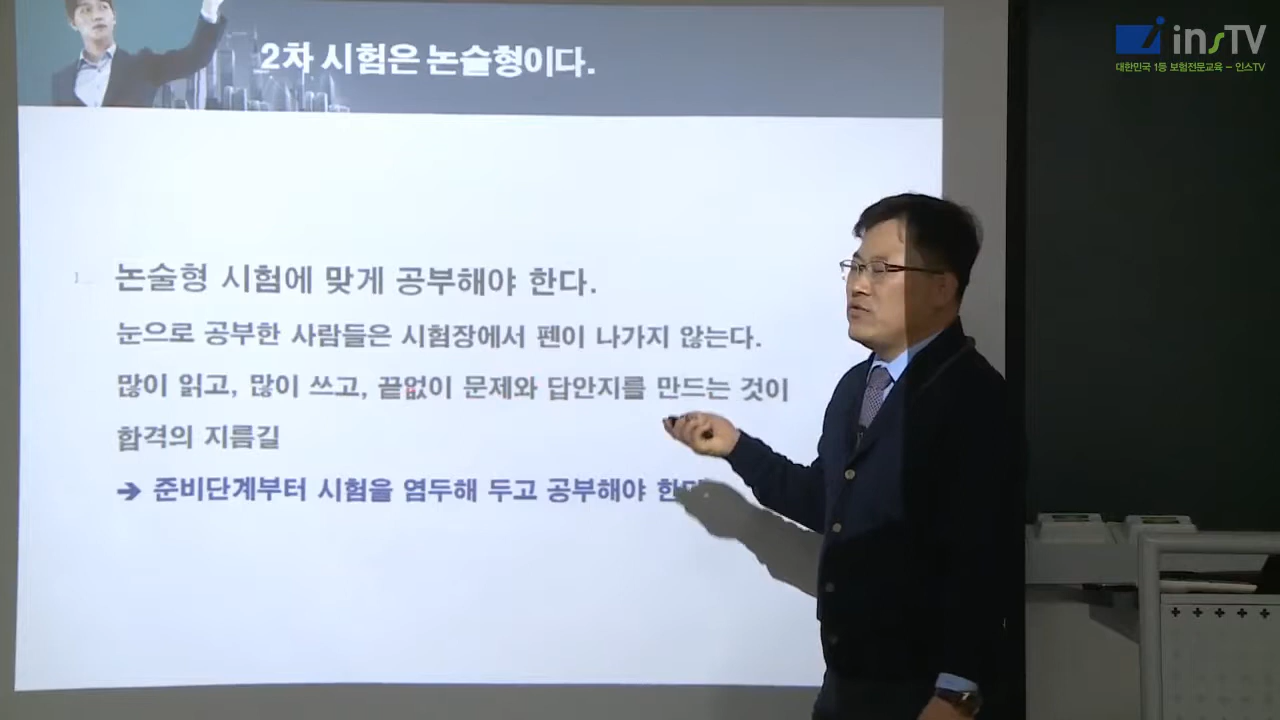 2차 시험은 논술형이다.
insTV
대한민국 1등 보험전문교육 - 인스TV
1. 논술형 시험에 맞게 공부해야 한다.
눈으로 공부한 사람들은 시험장에서 펜이 나가지 않는다.
많이 읽고, 많이 쓰고, 끝없이 문제와 답안지를 만드는 것이
합격의 지름길
➔ 준비단계부터 시험을 염두해 두고 공부해야 한다